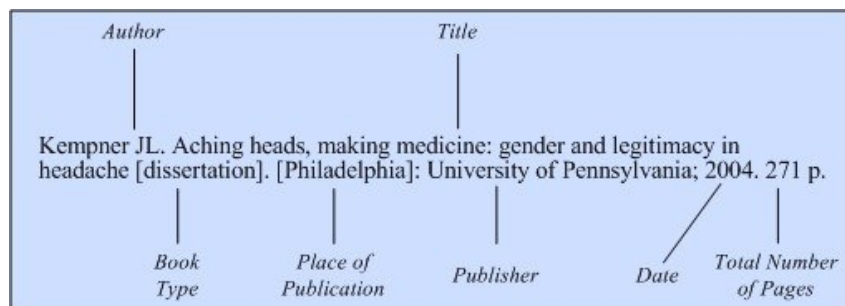 Author Title
Kempner JL. Aching heads, making medicine: gender and legitimacy in
headache [dissertation]. [Philadelphia]: University of Pennsylvania; 2004. 271 p.
Book Place of Publisher Date Total Number
Type Publication of Pages